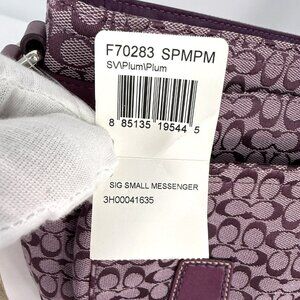 F70283 SPMPM
SV\Plum\Plum
8 85135 19544 5
SIG SMALL MESSENGER
3H00041635